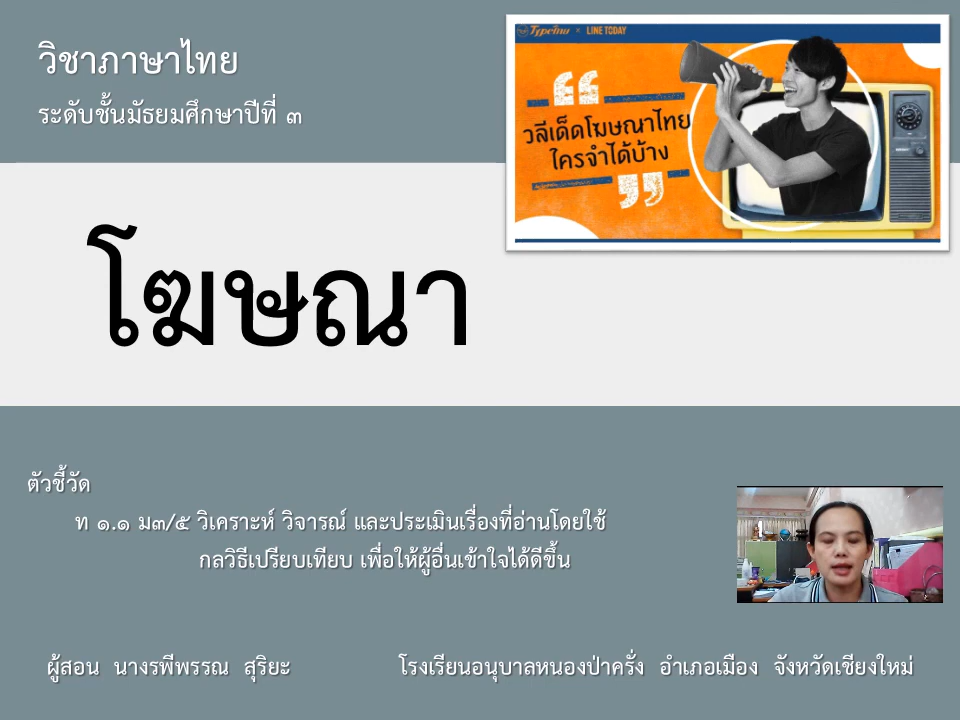 วิชาภาษาไทย
ระดับชั้นมัธยมศึกษาปีที่ ๓
Typeไทย x LINE TODAY
วลีเด็ดโฆษณาไทย
ใครจำได้บ้าง
โฆษณา
ตัวชี้วัด
ท ๑.๑ ม๓/๕ วิเคราะห์ วิจารณ์ และประเมินเรื่องที่อ่านโดยใช้
กลวิธีเปรียบเทียบ เพื่อให้ผู้อื่นเข้าใจได้ดีขึ้น
ผู้สอน นางรพีพรรณ สุริยะ โรงเรียนอนุบาลหนองป่าครั่ง อำเภอเมือง จังหวัดเชียงใหม่